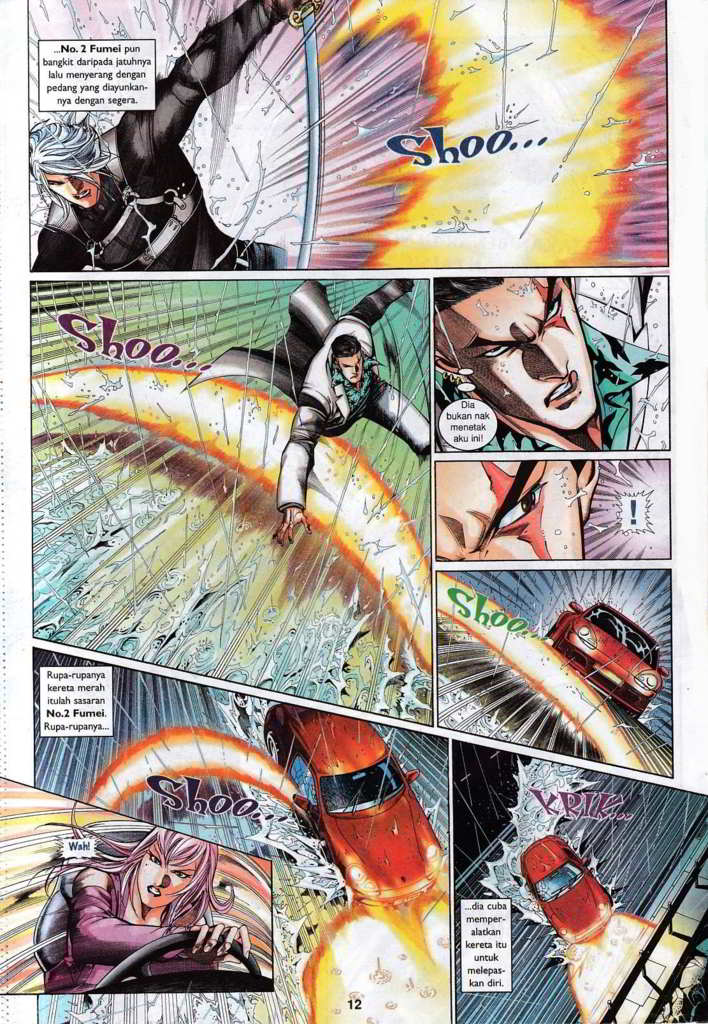 ...No. 2 Fumei pun
bangkit daripada jatuhnya
lalu menyerang dengan
pedang yang diayunkan-
nya dengan segera.
Shoo...
Shoo...
Dia
bukan nak
menetak
aku ini!
!
Shoo...
Rupa-rupanya
kereta merah
itulah sasaran
No.2 Fumei.
Rupa-rupanya...
Shoo...
Wah!
KRIK...
...dia cuba
memper-
alatkan
kereta itu
untuk
melepas-
kan diri.
12